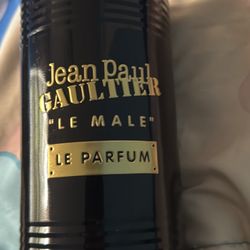 Jean Paul
GAULTIER
"LE MALE"
LE PARFUM